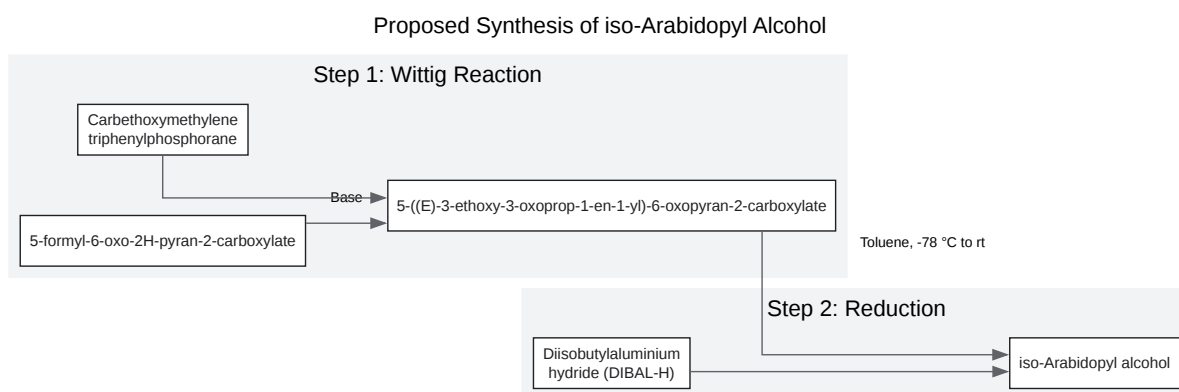 Proposed Synthesis of iso-Arabidopyl Alcohol
Step 1: Wittig Reaction
Carbethoxymethylene
triphenylphosphorane
Base
5-((E)-3-ethoxy-3-oxoprop-1-en-1-yl)-6-oxopyran-2-carboxylate
5-formyl-6-oxo-2H-pyran-2-carboxylate
Toluene, -78 °C to rt
Step 2: Reduction
Diisobutylaluminium
hydride (DIBAL-H)
iso-Arabidopyl alcohol